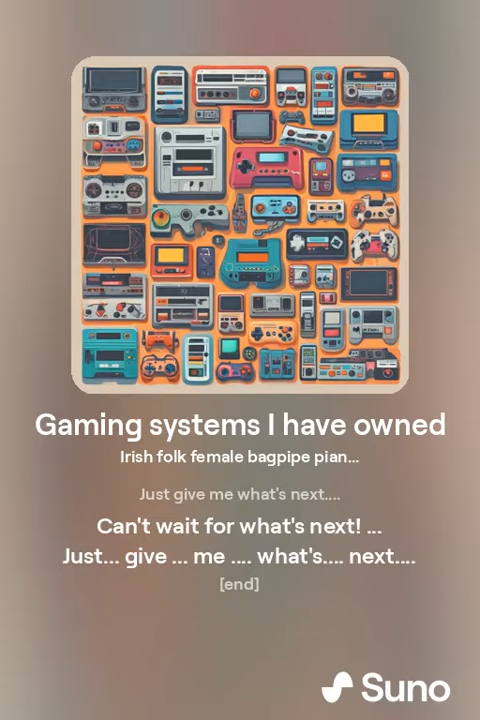 Gaming systems I have owned
Irish folk female bagpipe pian...
Just give me what's next....
Can't wait for what's next! ...
Just... give ... me .... what's.... next....
[end]
Suno